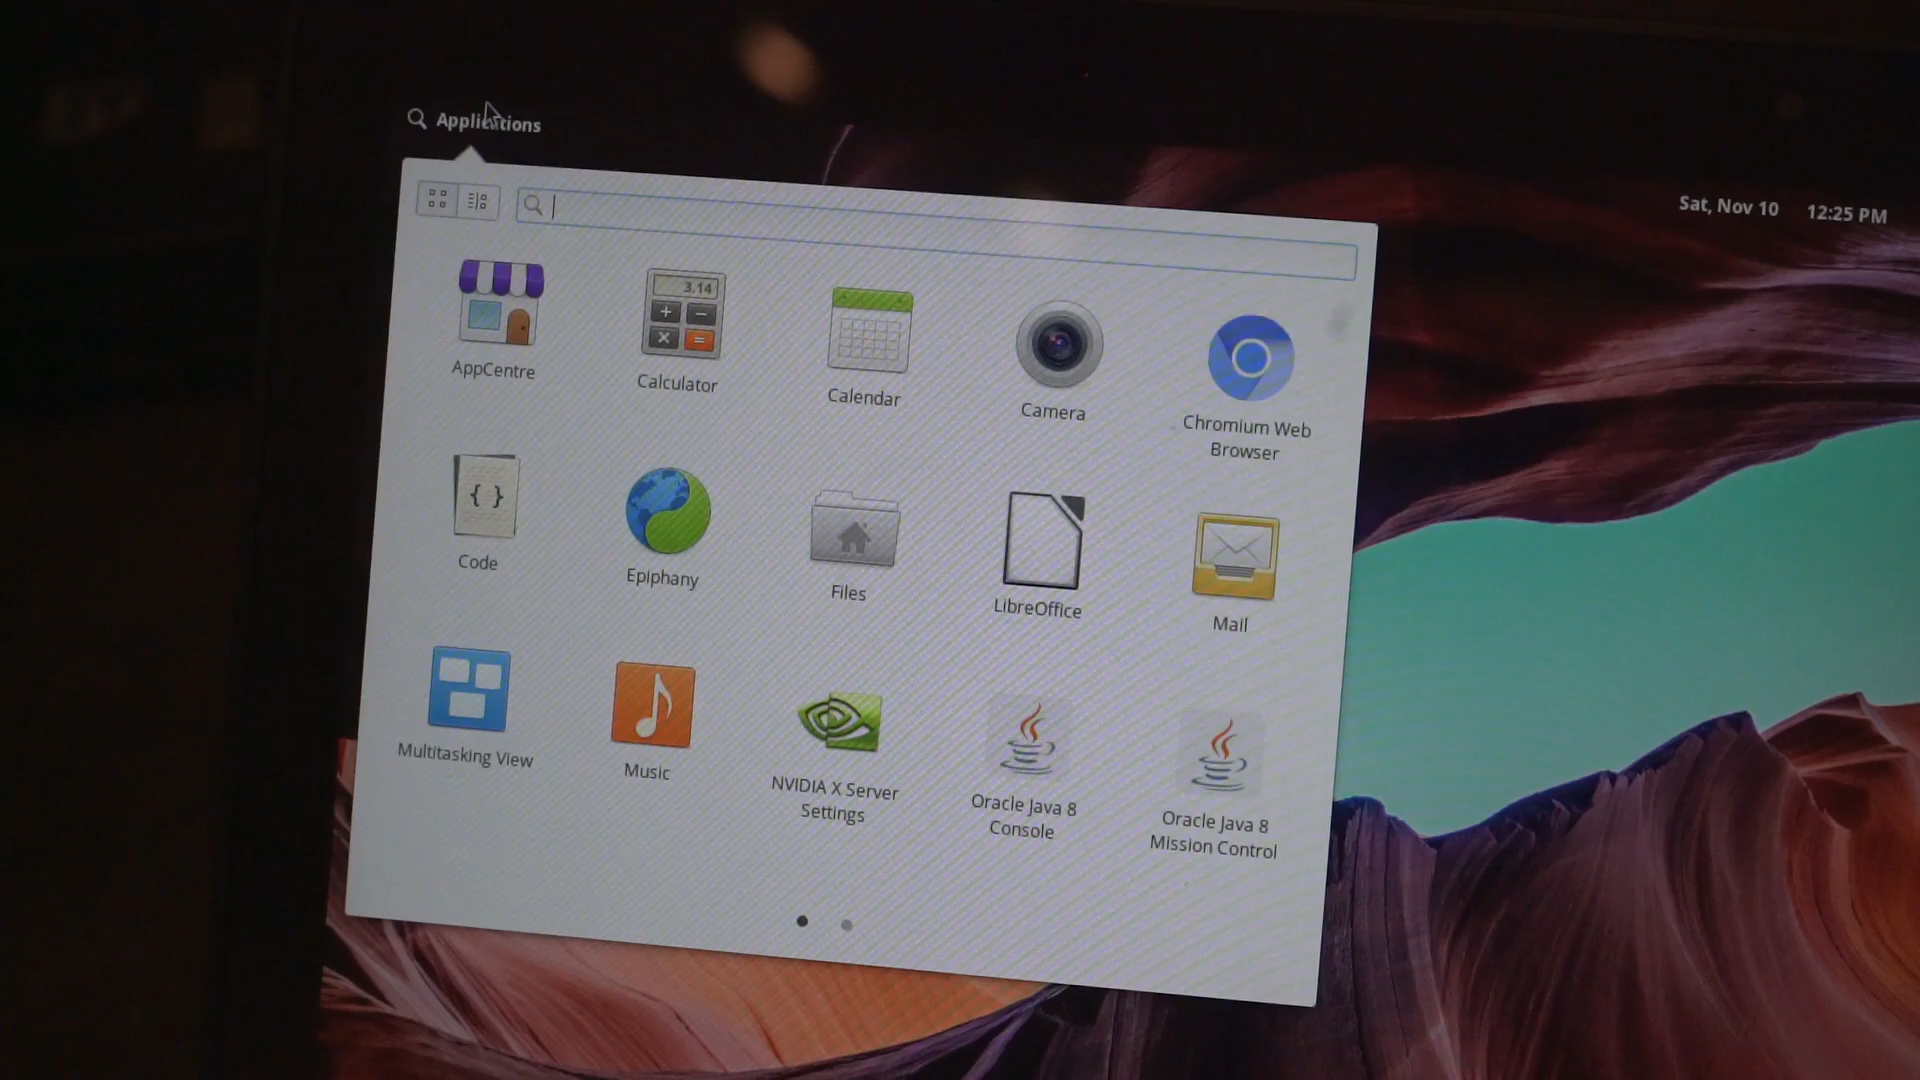 Applications
Sat, Nov 10 12:25 PM
3.14
AppCentre
Calculator
Calendar
Camera
Chromium Web
Browser
{ }
Code
Epiphany
Files
LibreOffice
Mail
Multitasking View
Music
NVIDIA X Server
Settings
Oracle Java 8
Console
Oracle Java 8
Mission Control